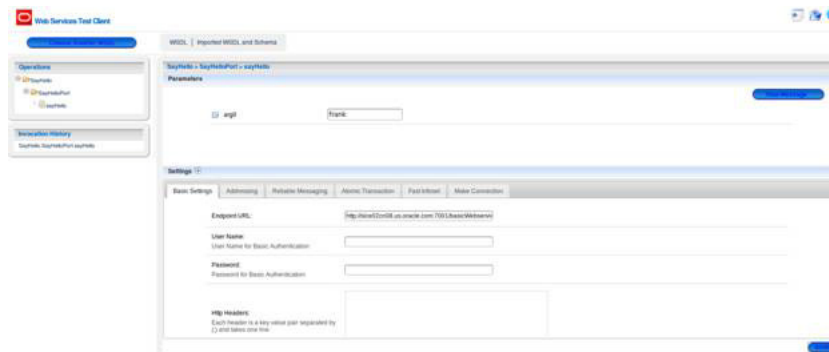 Web Services Test Client
WSDL | Imported WSDL and Schema
Operations
SayHello
SayHelloPort
sayHello
Invocation History
SayHello.SayHelloPort.sayHello
SayHello > SayHelloPort > sayHello
Parameters
arg0
Frank
Settings
Basic Settings
Addressing
Reliable Messaging
Atomic Transaction
Fast Infoset
Make Connection
Endpoint URL:
User Name:
User Name for Basic Authentication
Password:
Password for Basic Authentication
Http Headers:
Each header is a key value pair separated by
(:) and takes one line